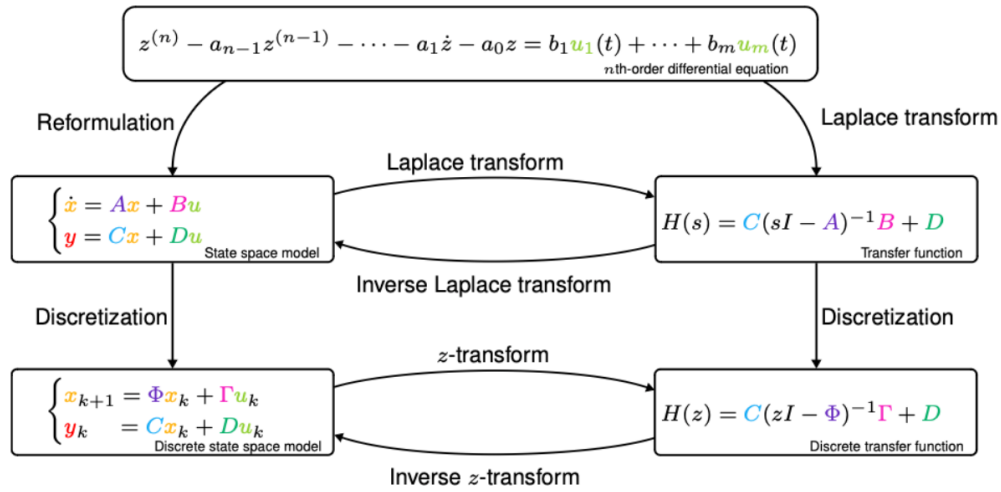 z^{(n)} − a_{n−1}z^{(n−1)} − ⋯ − a_1ż − a_0z = b_1u_1(t) + ⋯ + b_mu_m(t)
nth-order differential equation
Reformulation
Laplace transform
Laplace transform
ẋ = Ax + Bu
y = Cx + Du
State space model
H(s) = C(sI − A)^{−1}B + D
Transfer function
Inverse Laplace transform
Discretization
Discretization
z-transform
x_{k+1} = Φx_k + Γu_k
y_k = Cx_k + Du_k
Discrete state space model
H(z) = C(zI − Φ)^{−1}Γ + D
Discrete transfer function
Inverse z-transform